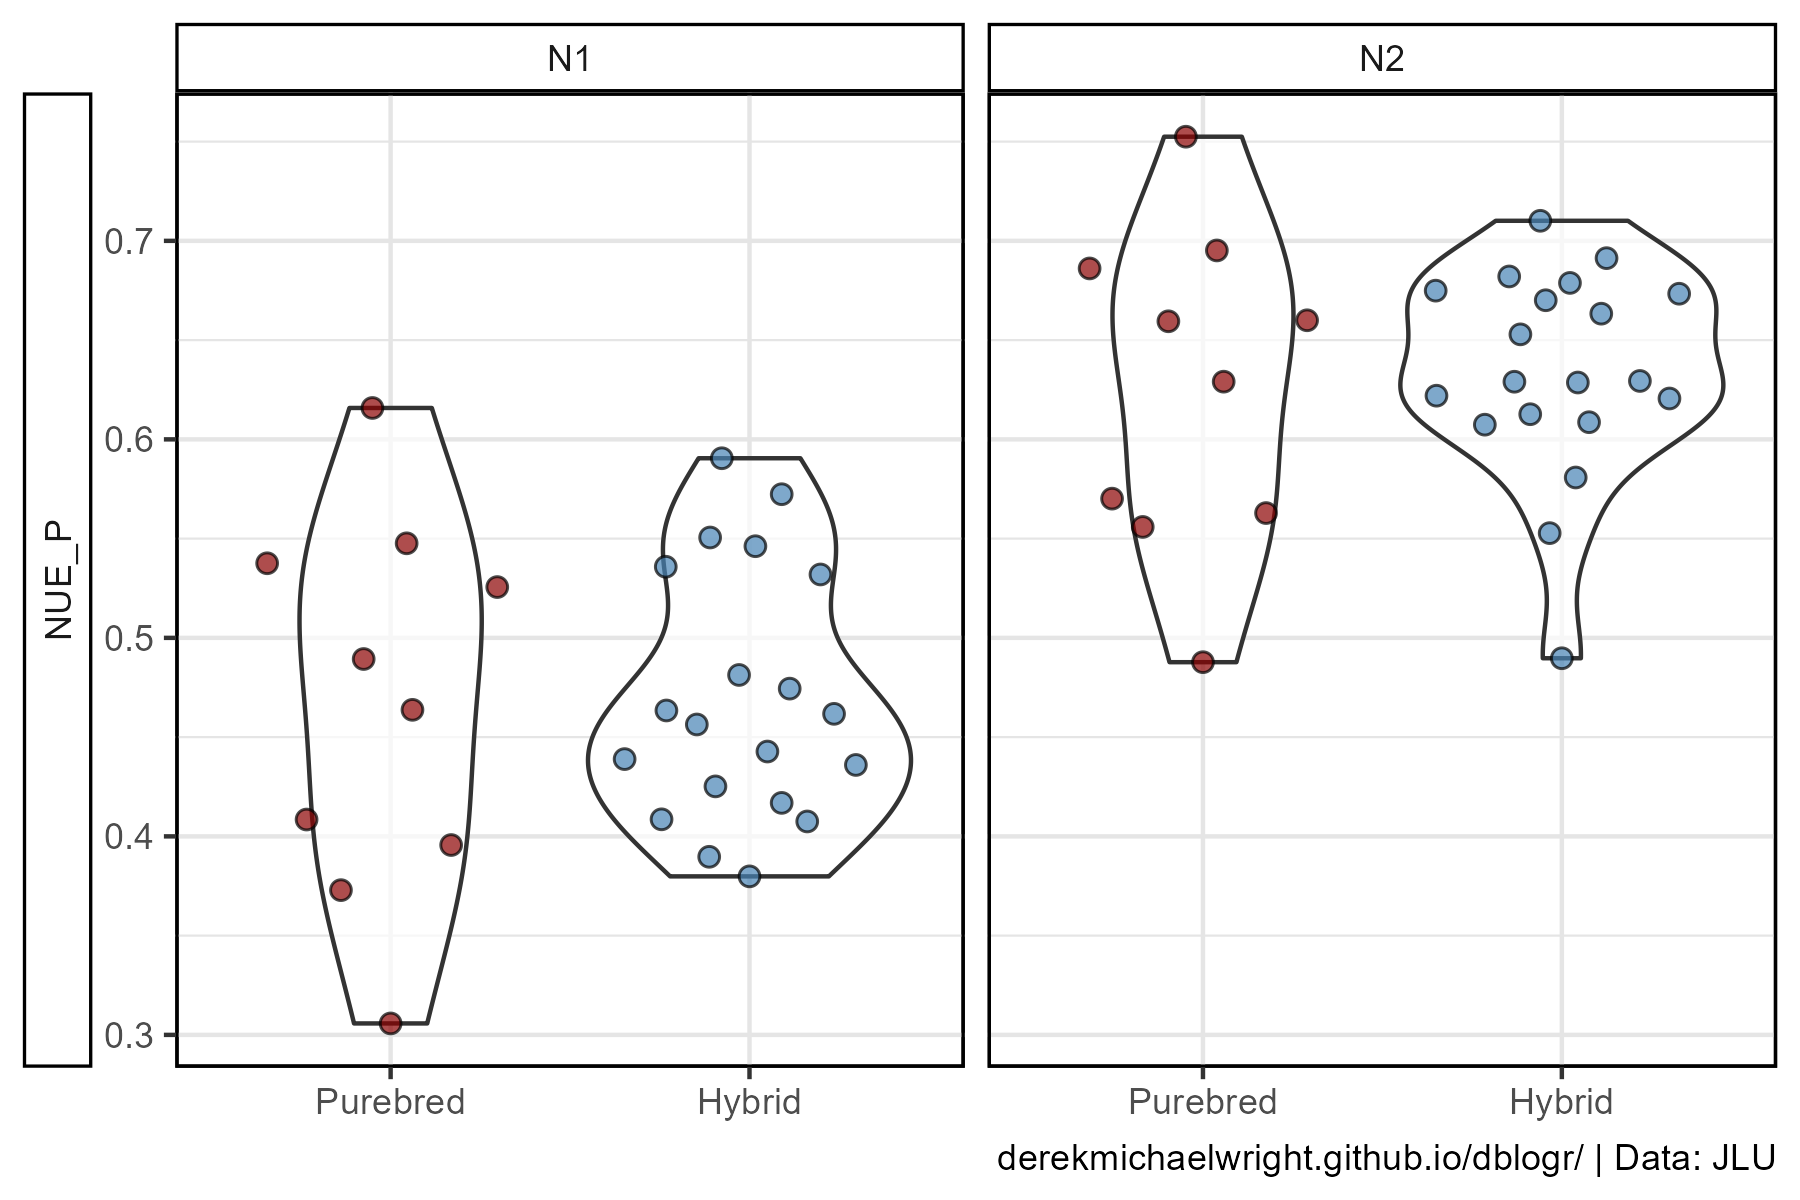 N1
N2
NUE_P
0.7
0.6
0.5
0.4
0.3
Purebred
Hybrid
Purebred
Hybrid
derekmichaelwright.github.io/dblogr/ | Data: JLU